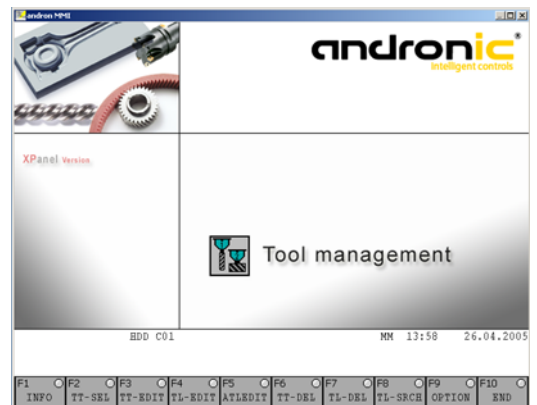 andron MMI
andronic
intelligent controls
XPanel Version
Tool management
HDD C01 MM 13:58 26.04.2005
F1 F2 F3 F4 F5 F6 F7 F8 F9 F10
INFO TT-SEL TT-EDIT TL-EDIT ATLEDIT TT-DEL TL-DEL TL-SRCH OPTION END